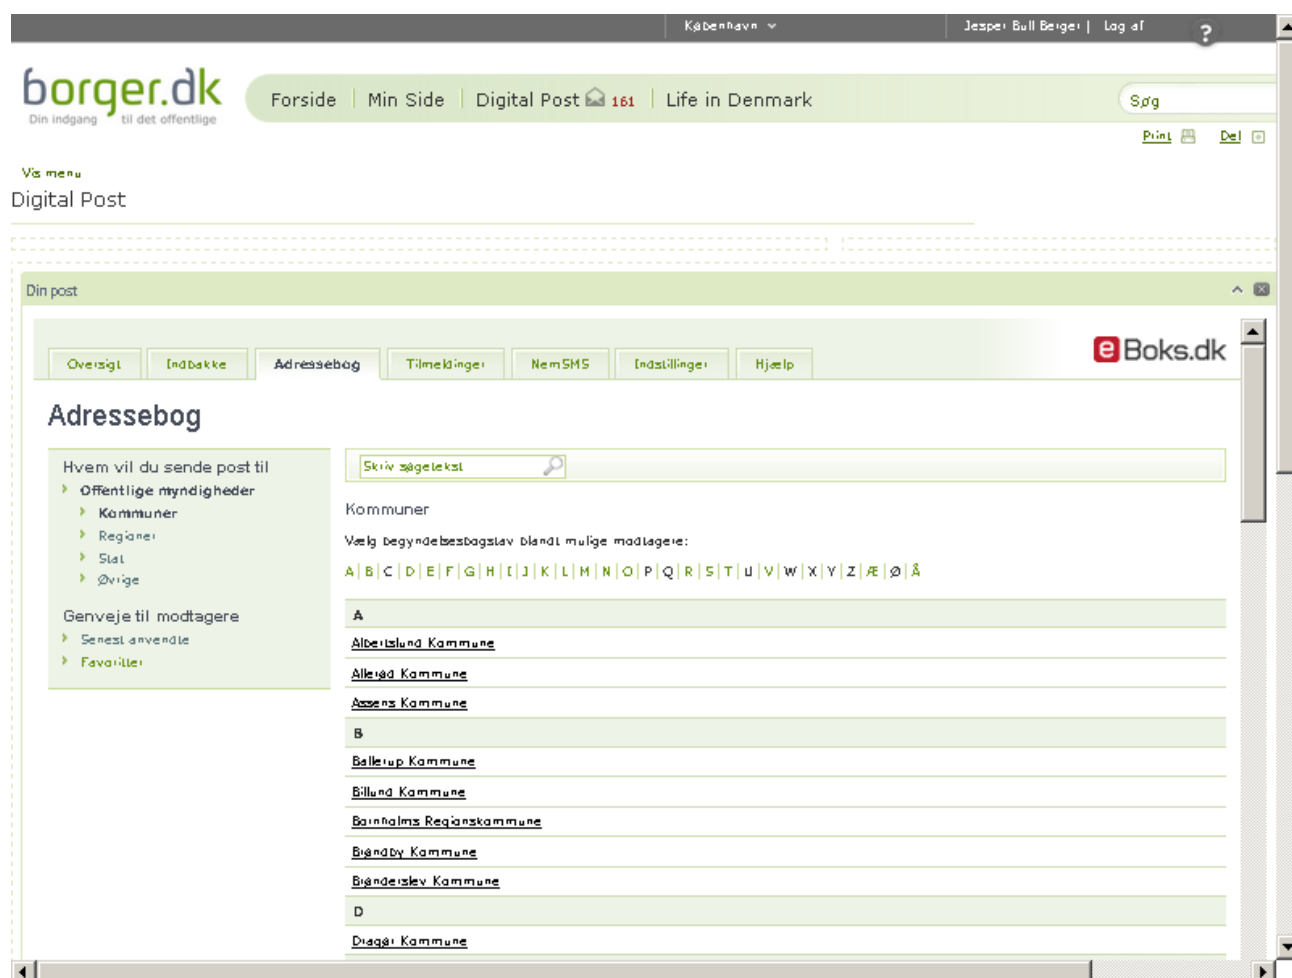 København
Jesper Bull Berger | Log af
?
borger.dk
Din indgang til det offentlige
Forside | Min Side | Digital Post 161 | Life in Denmark
Søg
Print Del
Vis menu
Digital Post
Din post
Oversigt Indbakke Adressebog Tilmeldinger NemSMS Indstillinger Hjælp
e Boks.dk
Adressebog
Hvem vil du sende post til
Offentlige myndigheder
Kommuner
Regioner
Stat
Øvrige
Genveje til modtagere
Senest anvendte
Favoritter
Skriv søgetekst
Kommuner
Vælg begyndelsesbogstav blandt mulige modtagere:
A | B | C | D | E | F | G | H | I | J | K | L | M | N | O | P | Q | R | S | T | U | V | W | X | Y | Z | Æ | Ø | Å
A
Albertslund Kommune
Allerød Kommune
Assens Kommune
B
Ballerup Kommune
Billund Kommune
Bornholms Regionskommune
Brøndby Kommune
Brønderslev Kommune
D
Dragør Kommune